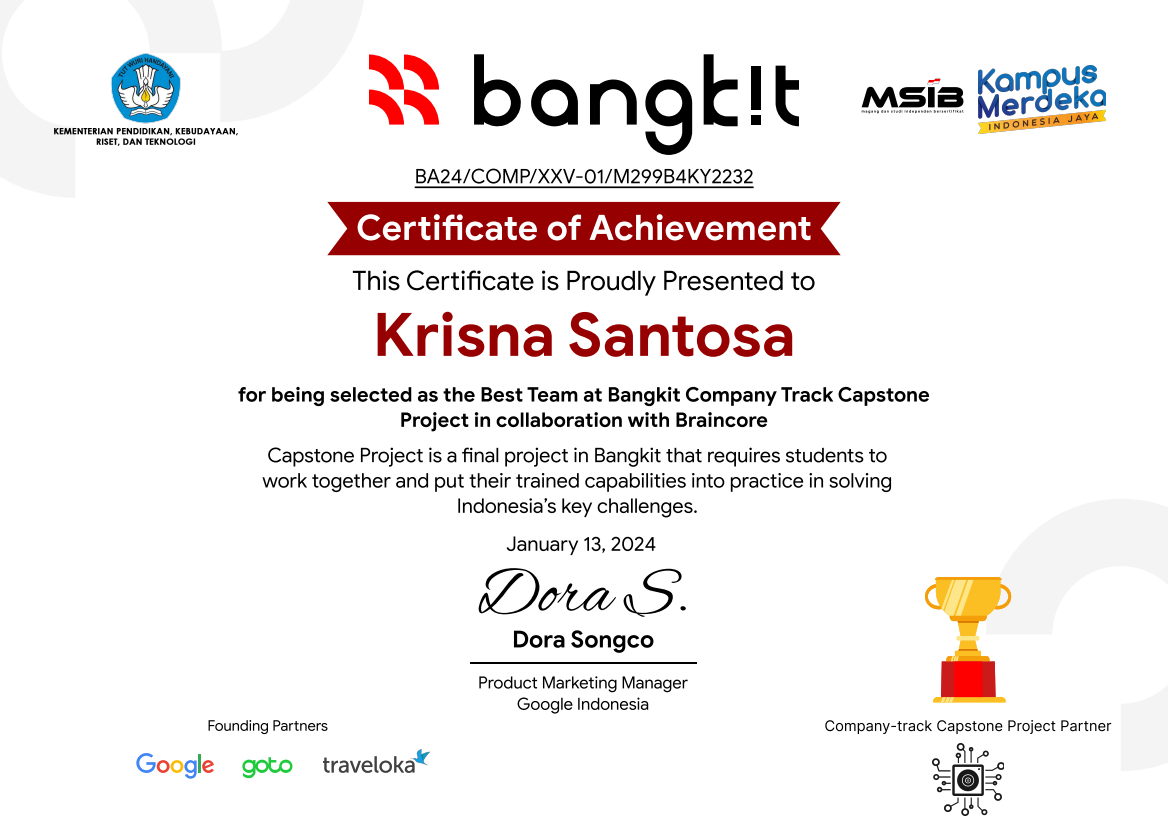 TUT WURI HANDAYANI
KEMENTERIAN PENDIDIKAN, KEBUDAYAAN,
RISET, DAN TEKNOLOGI
bangk!t
MSIB
magang dan studi independen bersertifikat
Kampus
Merdeka
INDONESIA JAYA
BA24/COMP/XXV-01/M299B4KY2232
Certificate of Achievement
This Certificate is Proudly Presented to
Krisna Santosa
for being selected as the Best Team at Bangkit Company Track Capstone
Project in collaboration with Braincore
Capstone Project is a final project in Bangkit that requires students to
work together and put their trained capabilities into practice in solving
Indonesia’s key challenges.
January 13, 2024
Dora S.
Dora Songco
Product Marketing Manager
Google Indonesia
Founding Partners
Google goto traveloka
Company-track Capstone Project Partner